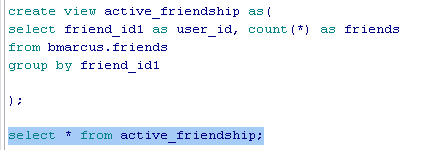 create view active_friendship as(
select friend_id1 as user_id, count(*) as friends
from bmarcus.friends
group by friend_id1
);
select * from active_friendship;